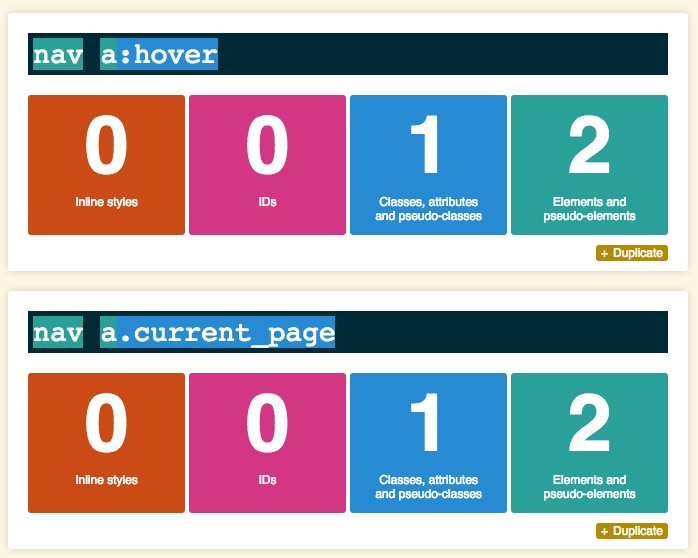 nav a:hover
0 0 1 2
Inline styles IDs Classes, attributes Elements and
and pseudo-classes pseudo-elements
+ Duplicate
nav a.current_page
0 0 1 2
Inline styles IDs Classes, attributes Elements and
and pseudo-classes pseudo-elements
+ Duplicate